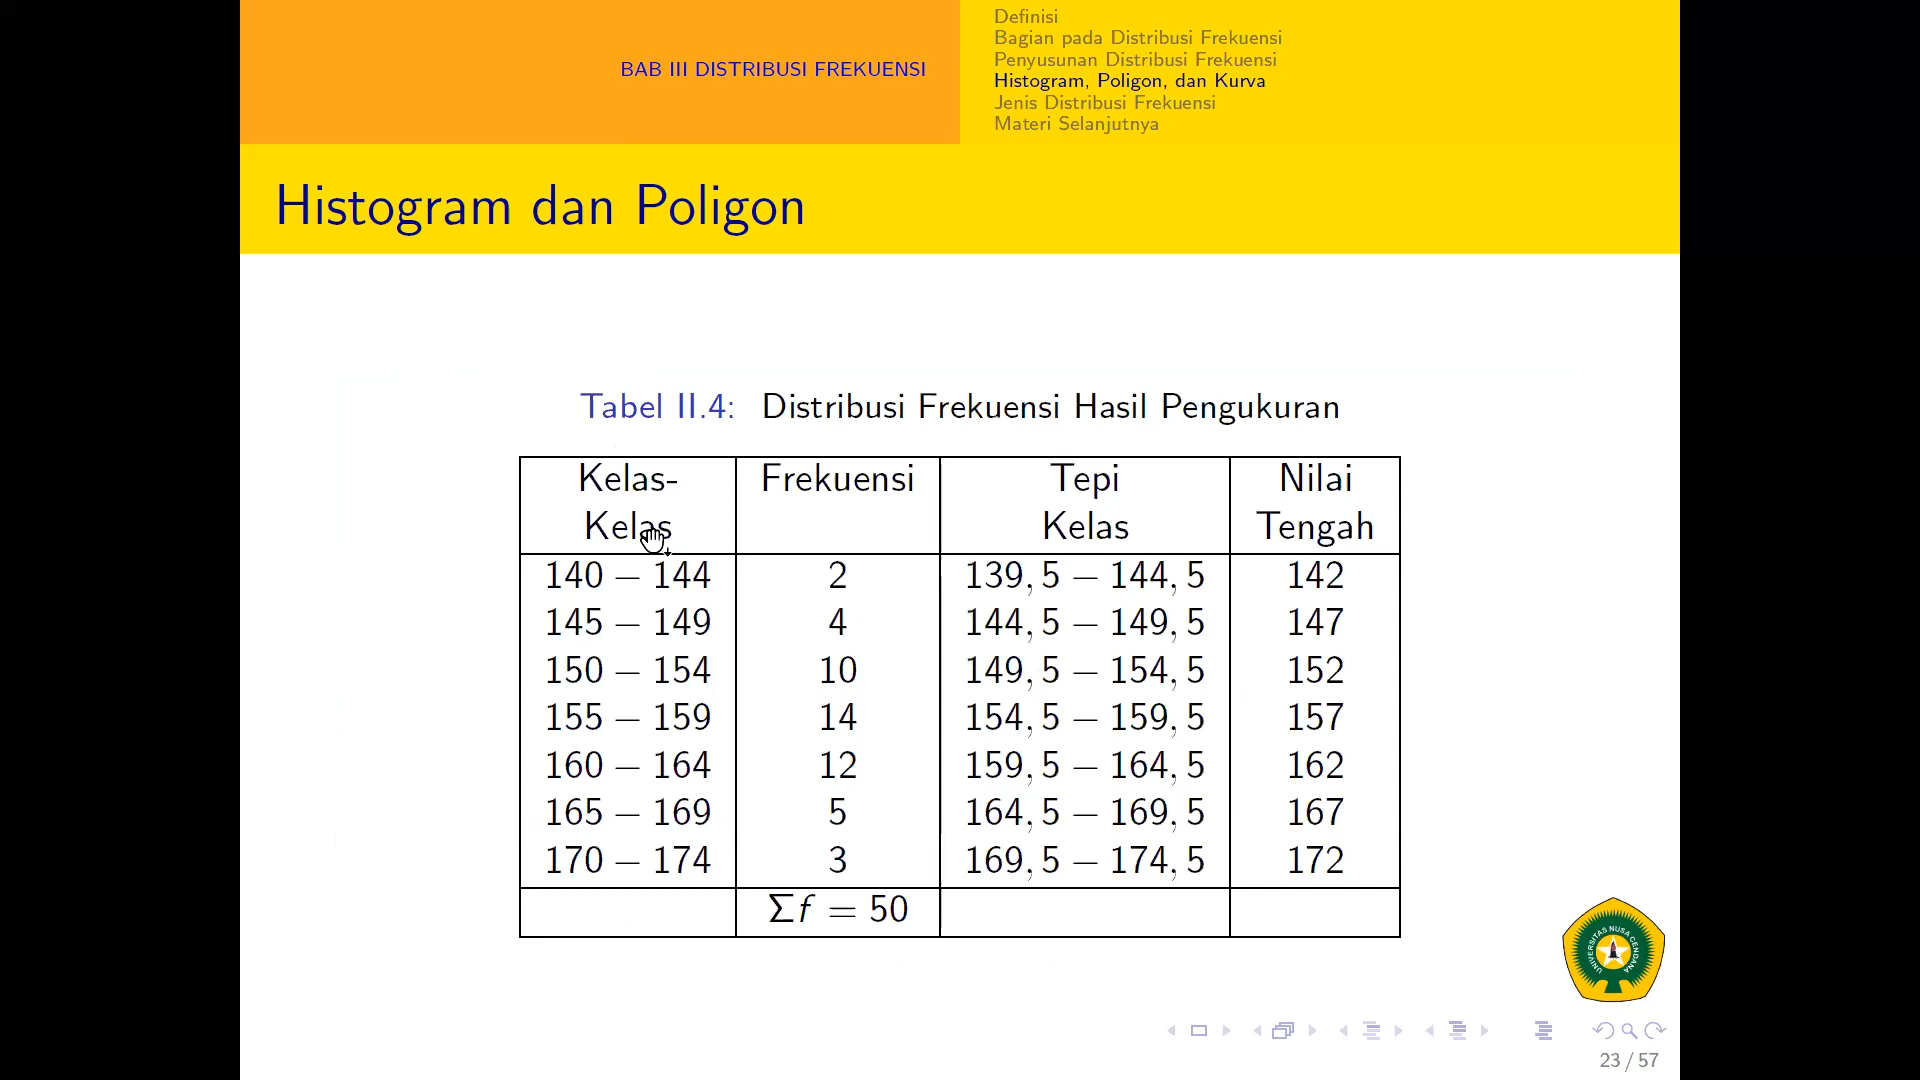 BAB III DISTRIBUSI FREKUENSI
Definisi
Bagian pada Distribusi Frekuensi
Penyusunan Distribusi Frekuensi
Histogram, Poligon, dan Kurva
Jenis Distribusi Frekuensi
Materi Selanjutnya
Histogram dan Poligon
Tabel II.4: Distribusi Frekuensi Hasil Pengukuran
Kelas- Frekuensi Tepi Nilai
Kelas Kelas Tengah
140 − 144 2 139, 5 − 144, 5 142
145 − 149 4 144, 5 − 149, 5 147
150 − 154 10 149, 5 − 154, 5 152
155 − 159 14 154, 5 − 159, 5 157
160 − 164 12 159, 5 − 164, 5 162
165 − 169 5 164, 5 − 169, 5 167
170 − 174 3 169, 5 − 174, 5 172
Σf = 50
UNIVERSITAS NUSA CENDANA
23 / 57